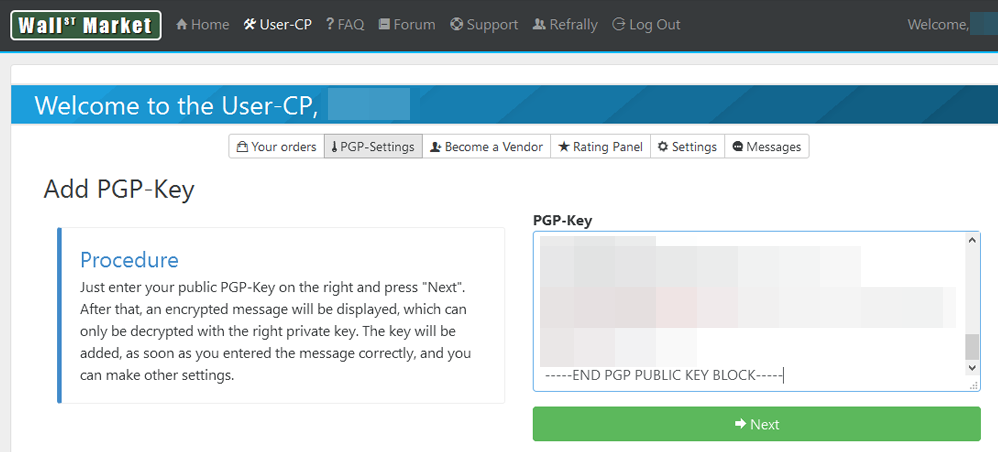 Wall ST Market Home User-CP ? FAQ Forum Support Refrally Log Out Welcome,
Welcome to the User-CP,
Your orders PGP-Settings Become a Vendor Rating Panel Settings Messages
Add PGP-Key
Procedure
Just enter your public PGP-Key on the right and press "Next".
After that, an encrypted message will be displayed, which can
only be decrypted with the right private key. The key will be
added, as soon as you entered the message correctly, and you
can make other settings.
PGP-Key
-----END PGP PUBLIC KEY BLOCK-----
Next